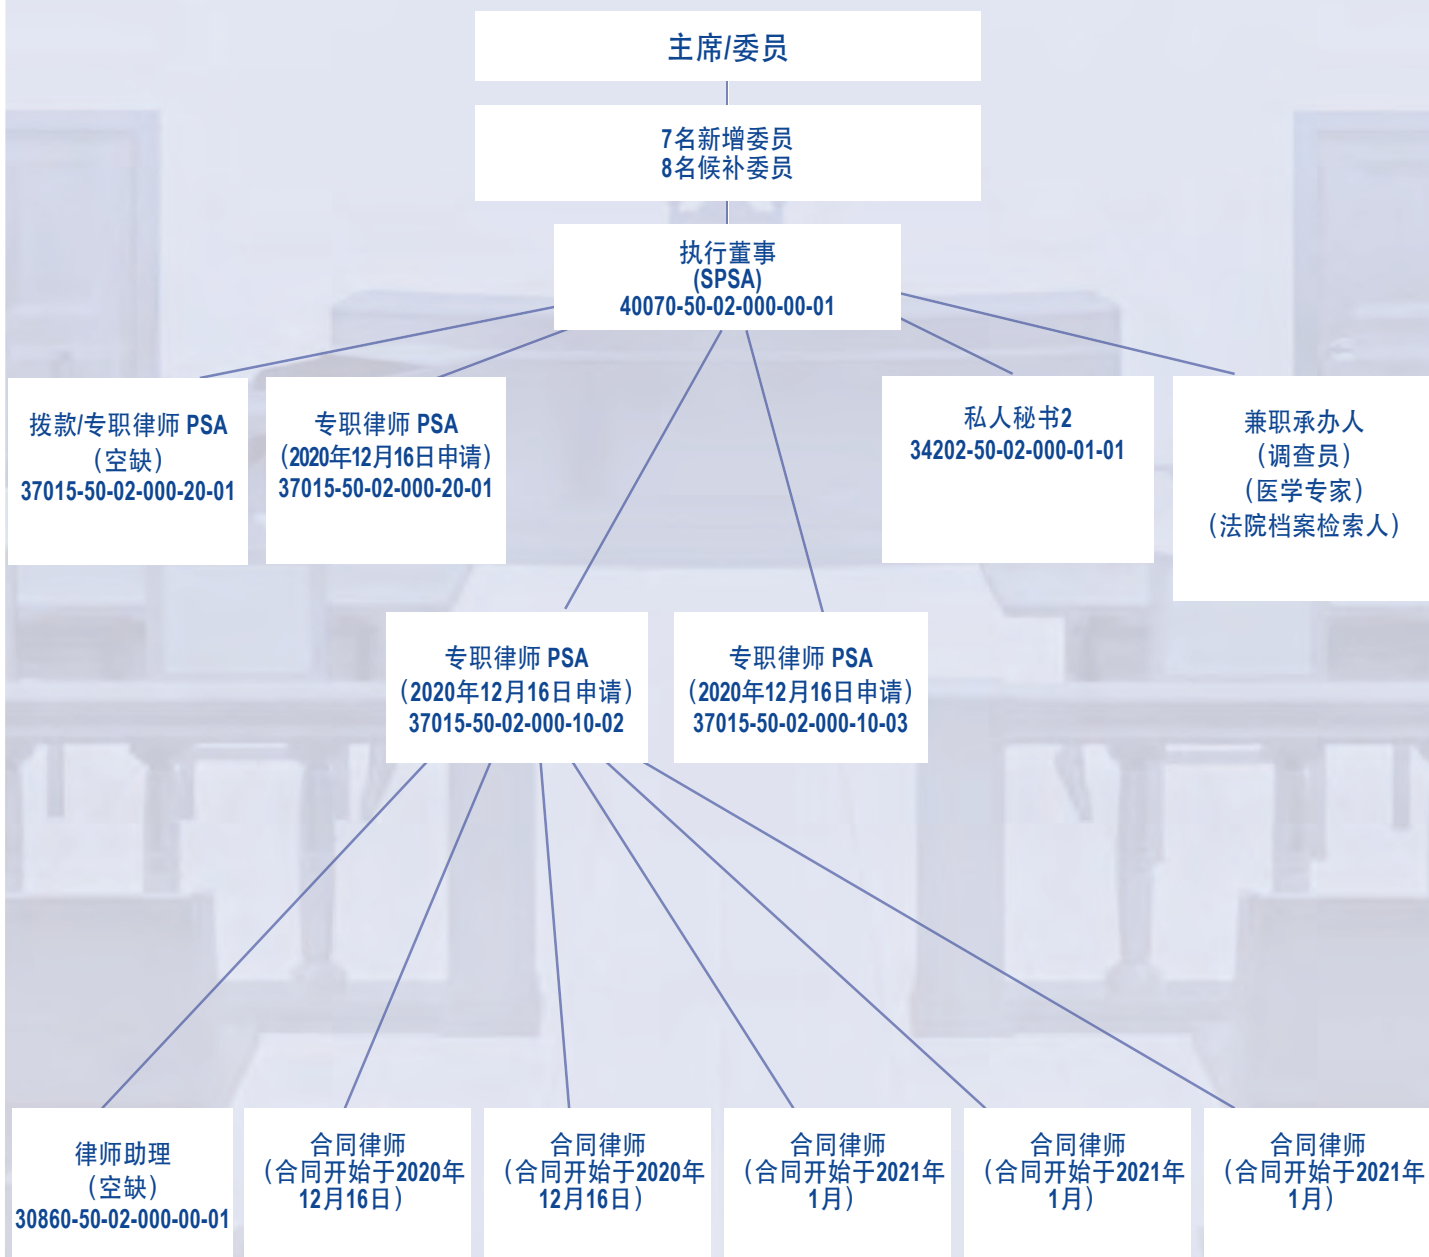 主席/委员
7名新增委员
8名候补委员
执行董事
(SPSA)
40070-50-02-000-00-01
拨款/专职律师 PSA
（空缺）
37015-50-02-000-20-01
专职律师 PSA
（2020年12月16日申请）
37015-50-02-000-20-01
私人秘书2
34202-50-02-000-01-01
兼职承办人
（调查员）
（医学专家）
（法院档案检索人）
专职律师 PSA
（2020年12月16日申请）
37015-50-02-000-10-02
专职律师 PSA
（2020年12月16日申请）
37015-50-02-000-10-03
律师助理
（空缺）
30860-50-02-000-00-01
合同律师
（合同开始于2020年
12月16日）
合同律师
（合同开始于2020年
12月16日）
合同律师
（合同开始于2021年
1月）
合同律师
（合同开始于2021年
1月）
合同律师
（合同开始于2021年
1月）